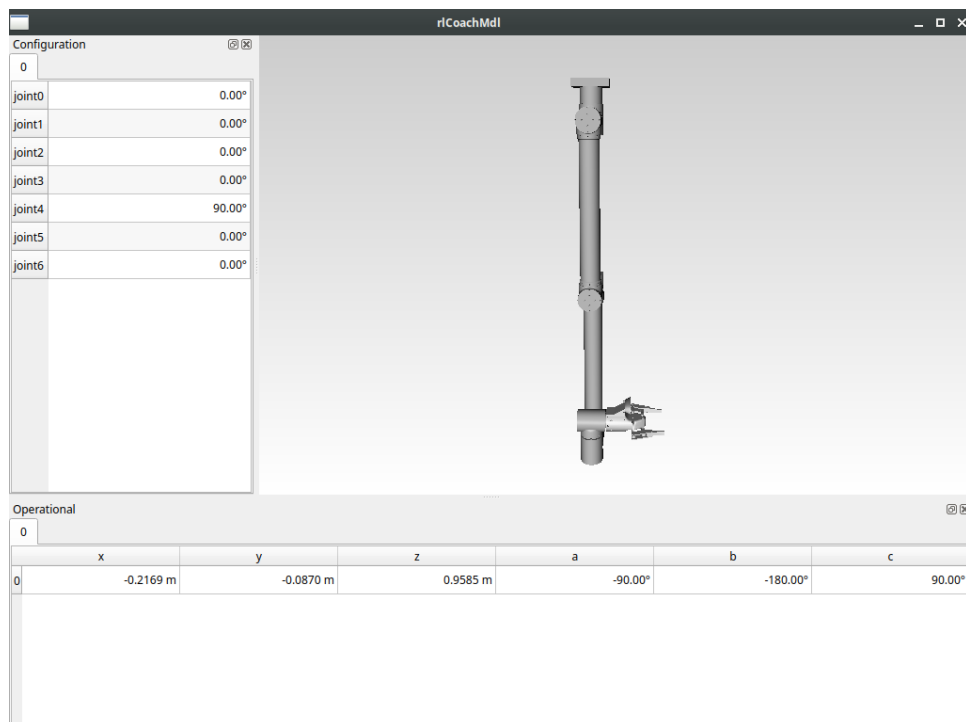 rlCoachMdl
Configuration
0
joint0 0.00°
joint1 0.00°
joint2 0.00°
joint3 0.00°
joint4 90.00°
joint5 0.00°
joint6 0.00°
Operational
0
x y z a b c
0 -0.2169 m -0.0870 m 0.9585 m -90.00° -180.00° 90.00°